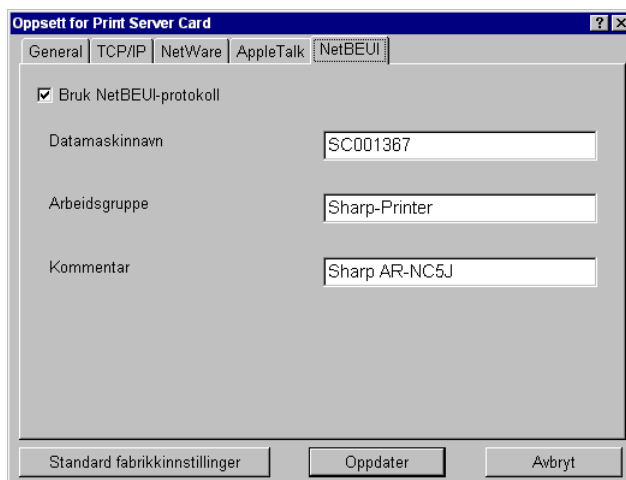 Oppsett for Print Server Card
General TCP/IP NetWare AppleTalk NetBEUI
Bruk NetBEUI-protokoll
Datamaskinnavn SC001367
Arbeidsgruppe Sharp-Printer
Kommentar Sharp AR-NC5J
Standard fabrikkinnstillinger Oppdater Avbryt